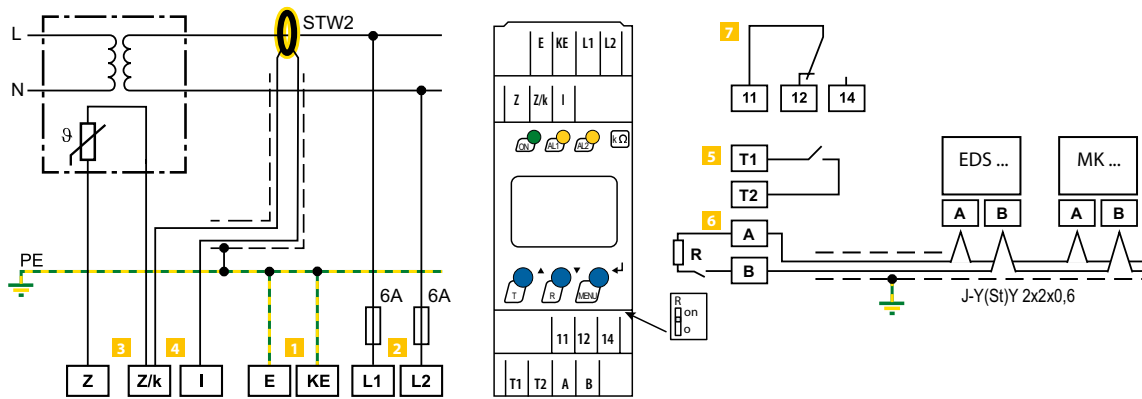 L
STW2
N
ϑ
PE
6A 6A
3 4 1 2
Z Z/k I E KE L1 L2
E KE L1 L2
Z Z/k I
ON AL1 AL2 kΩ
T R MENU
11 12 14
T1 T2 A B
R
on
o
7
11 12 14
5
T1
T2
6
A
R
B
EDS ... MK ...
A B A B
J-Y(St)Y 2x2x0,6